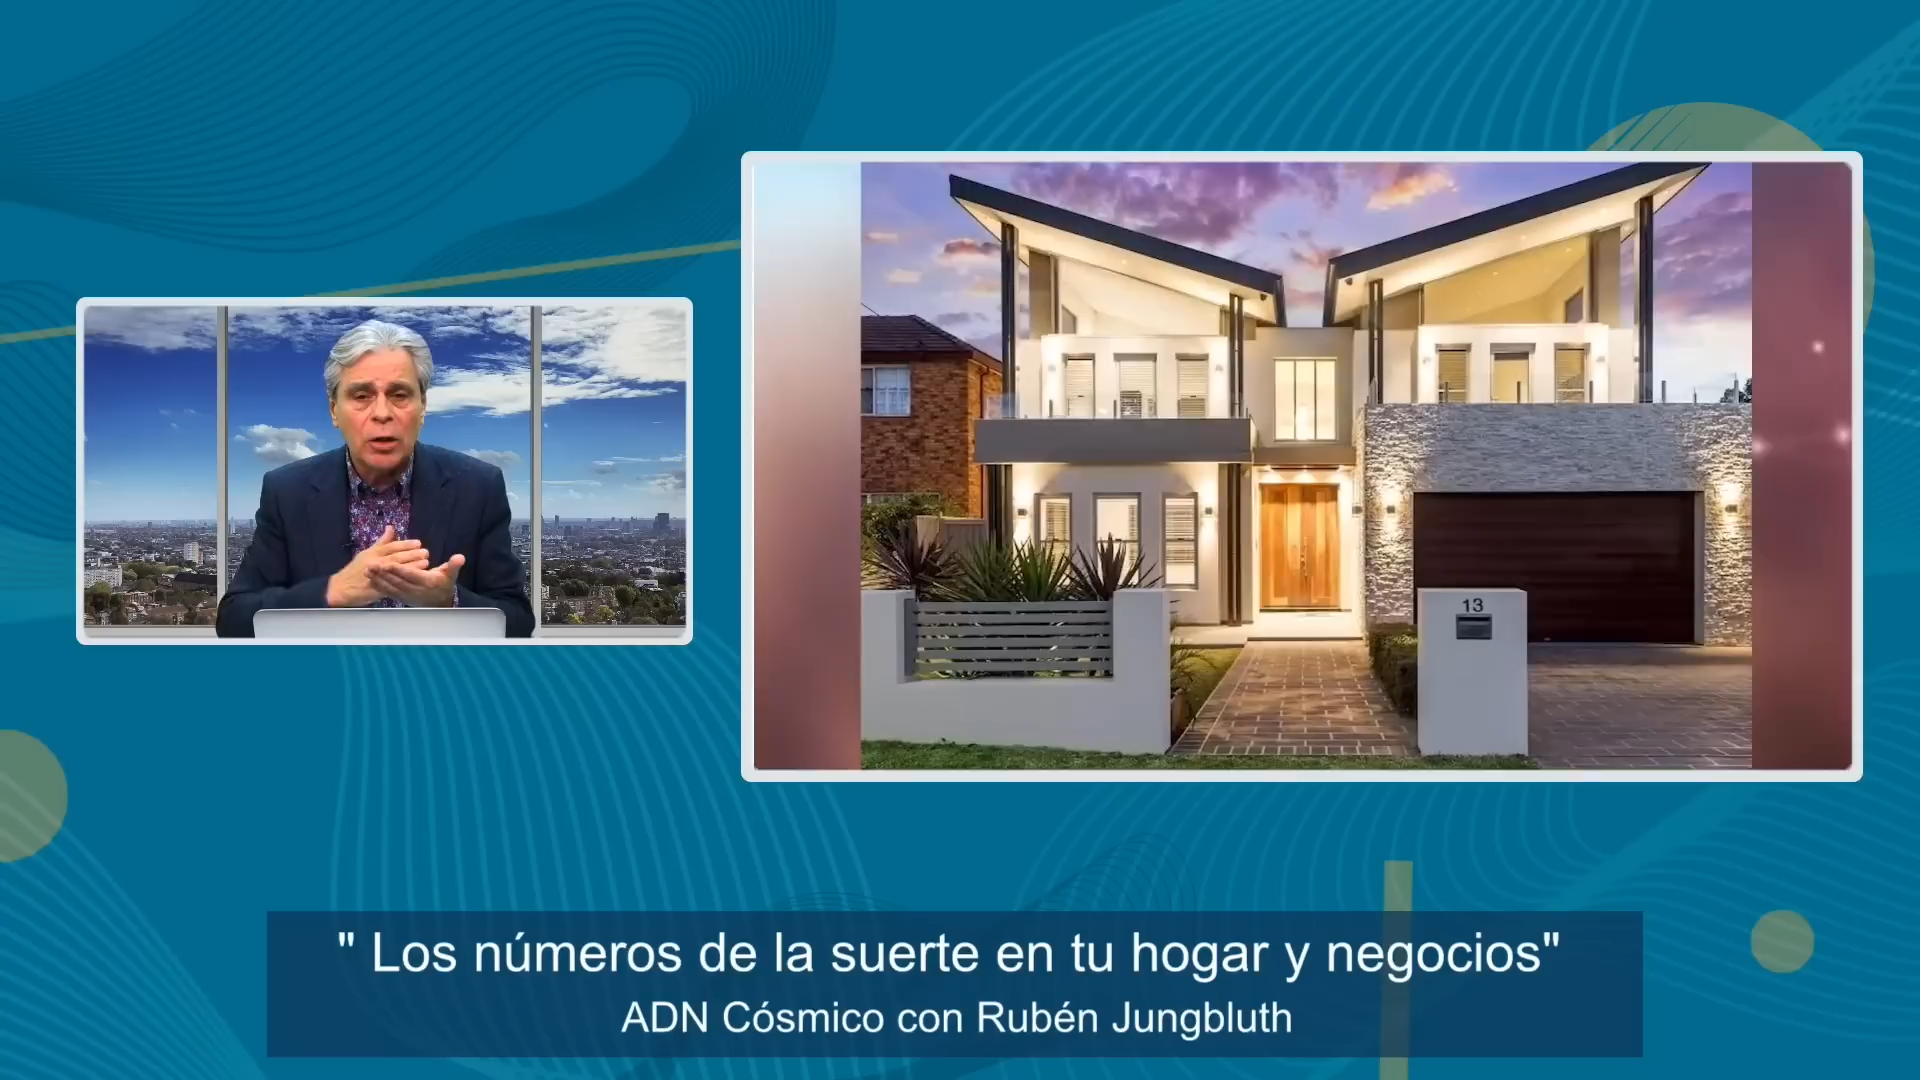 13
" Los números de la suerte en tu hogar y negocios"
ADN Cósmico con Rubén Jungbluth